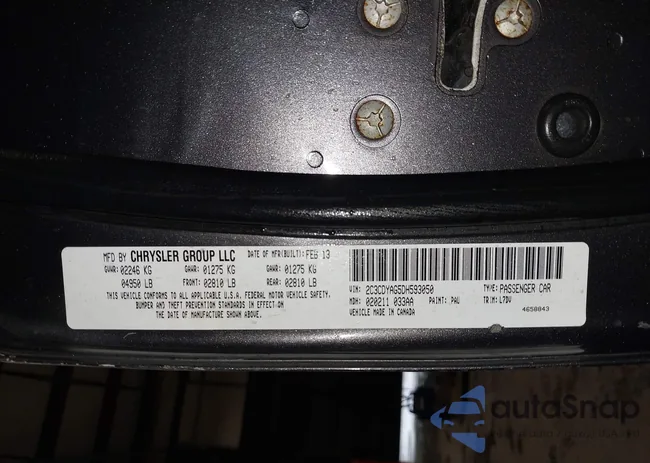 MFD BY CHRYSLER GROUP LLC DATE OF MFR(BUILT): FEB 13
GVWR: 02246 KG GAWR: 01275 KG GAWR: 01275 KG
04950 LB FRONT: 02810 LB REAR: 02810 LB
THIS VEHICLE CONFORMS TO ALL APPLICABLE U.S.A. FEDERAL MOTOR VEHICLE SAFETY,
BUMPER AND THEFT PREVENTION STANDARDS IN EFFECT ON
THE DATE OF MANUFACTURE SHOWN ABOVE.
VIN: 2C3CDYAG5DH593050 TYPE: PASSENGER CAR
MDH: 020211 033AA PAINT: PAU TRIM: L7DV
VEHICLE MADE IN CANADA 4658843
autoSnap